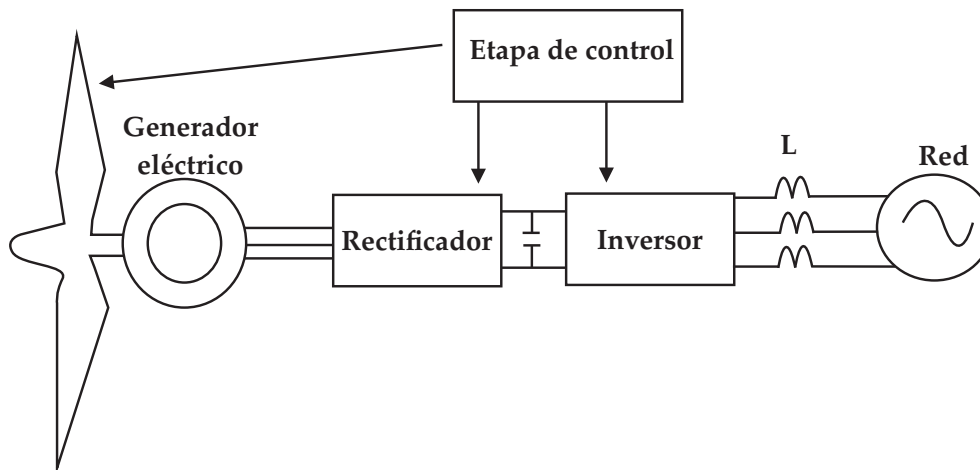 Etapa de control
Generador
eléctrico
L
Red
Rectificador
Inversor